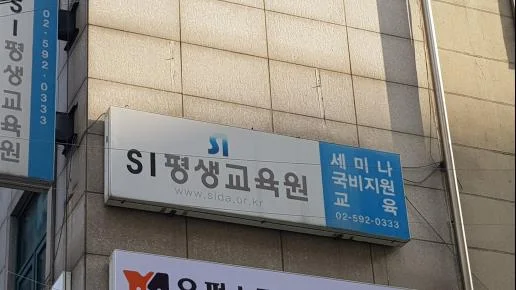 SI평생교육원
02-592-0333
SI
SI평생교육원
www.sida.or.kr
세미나
국비지원
교육
02-592-0333